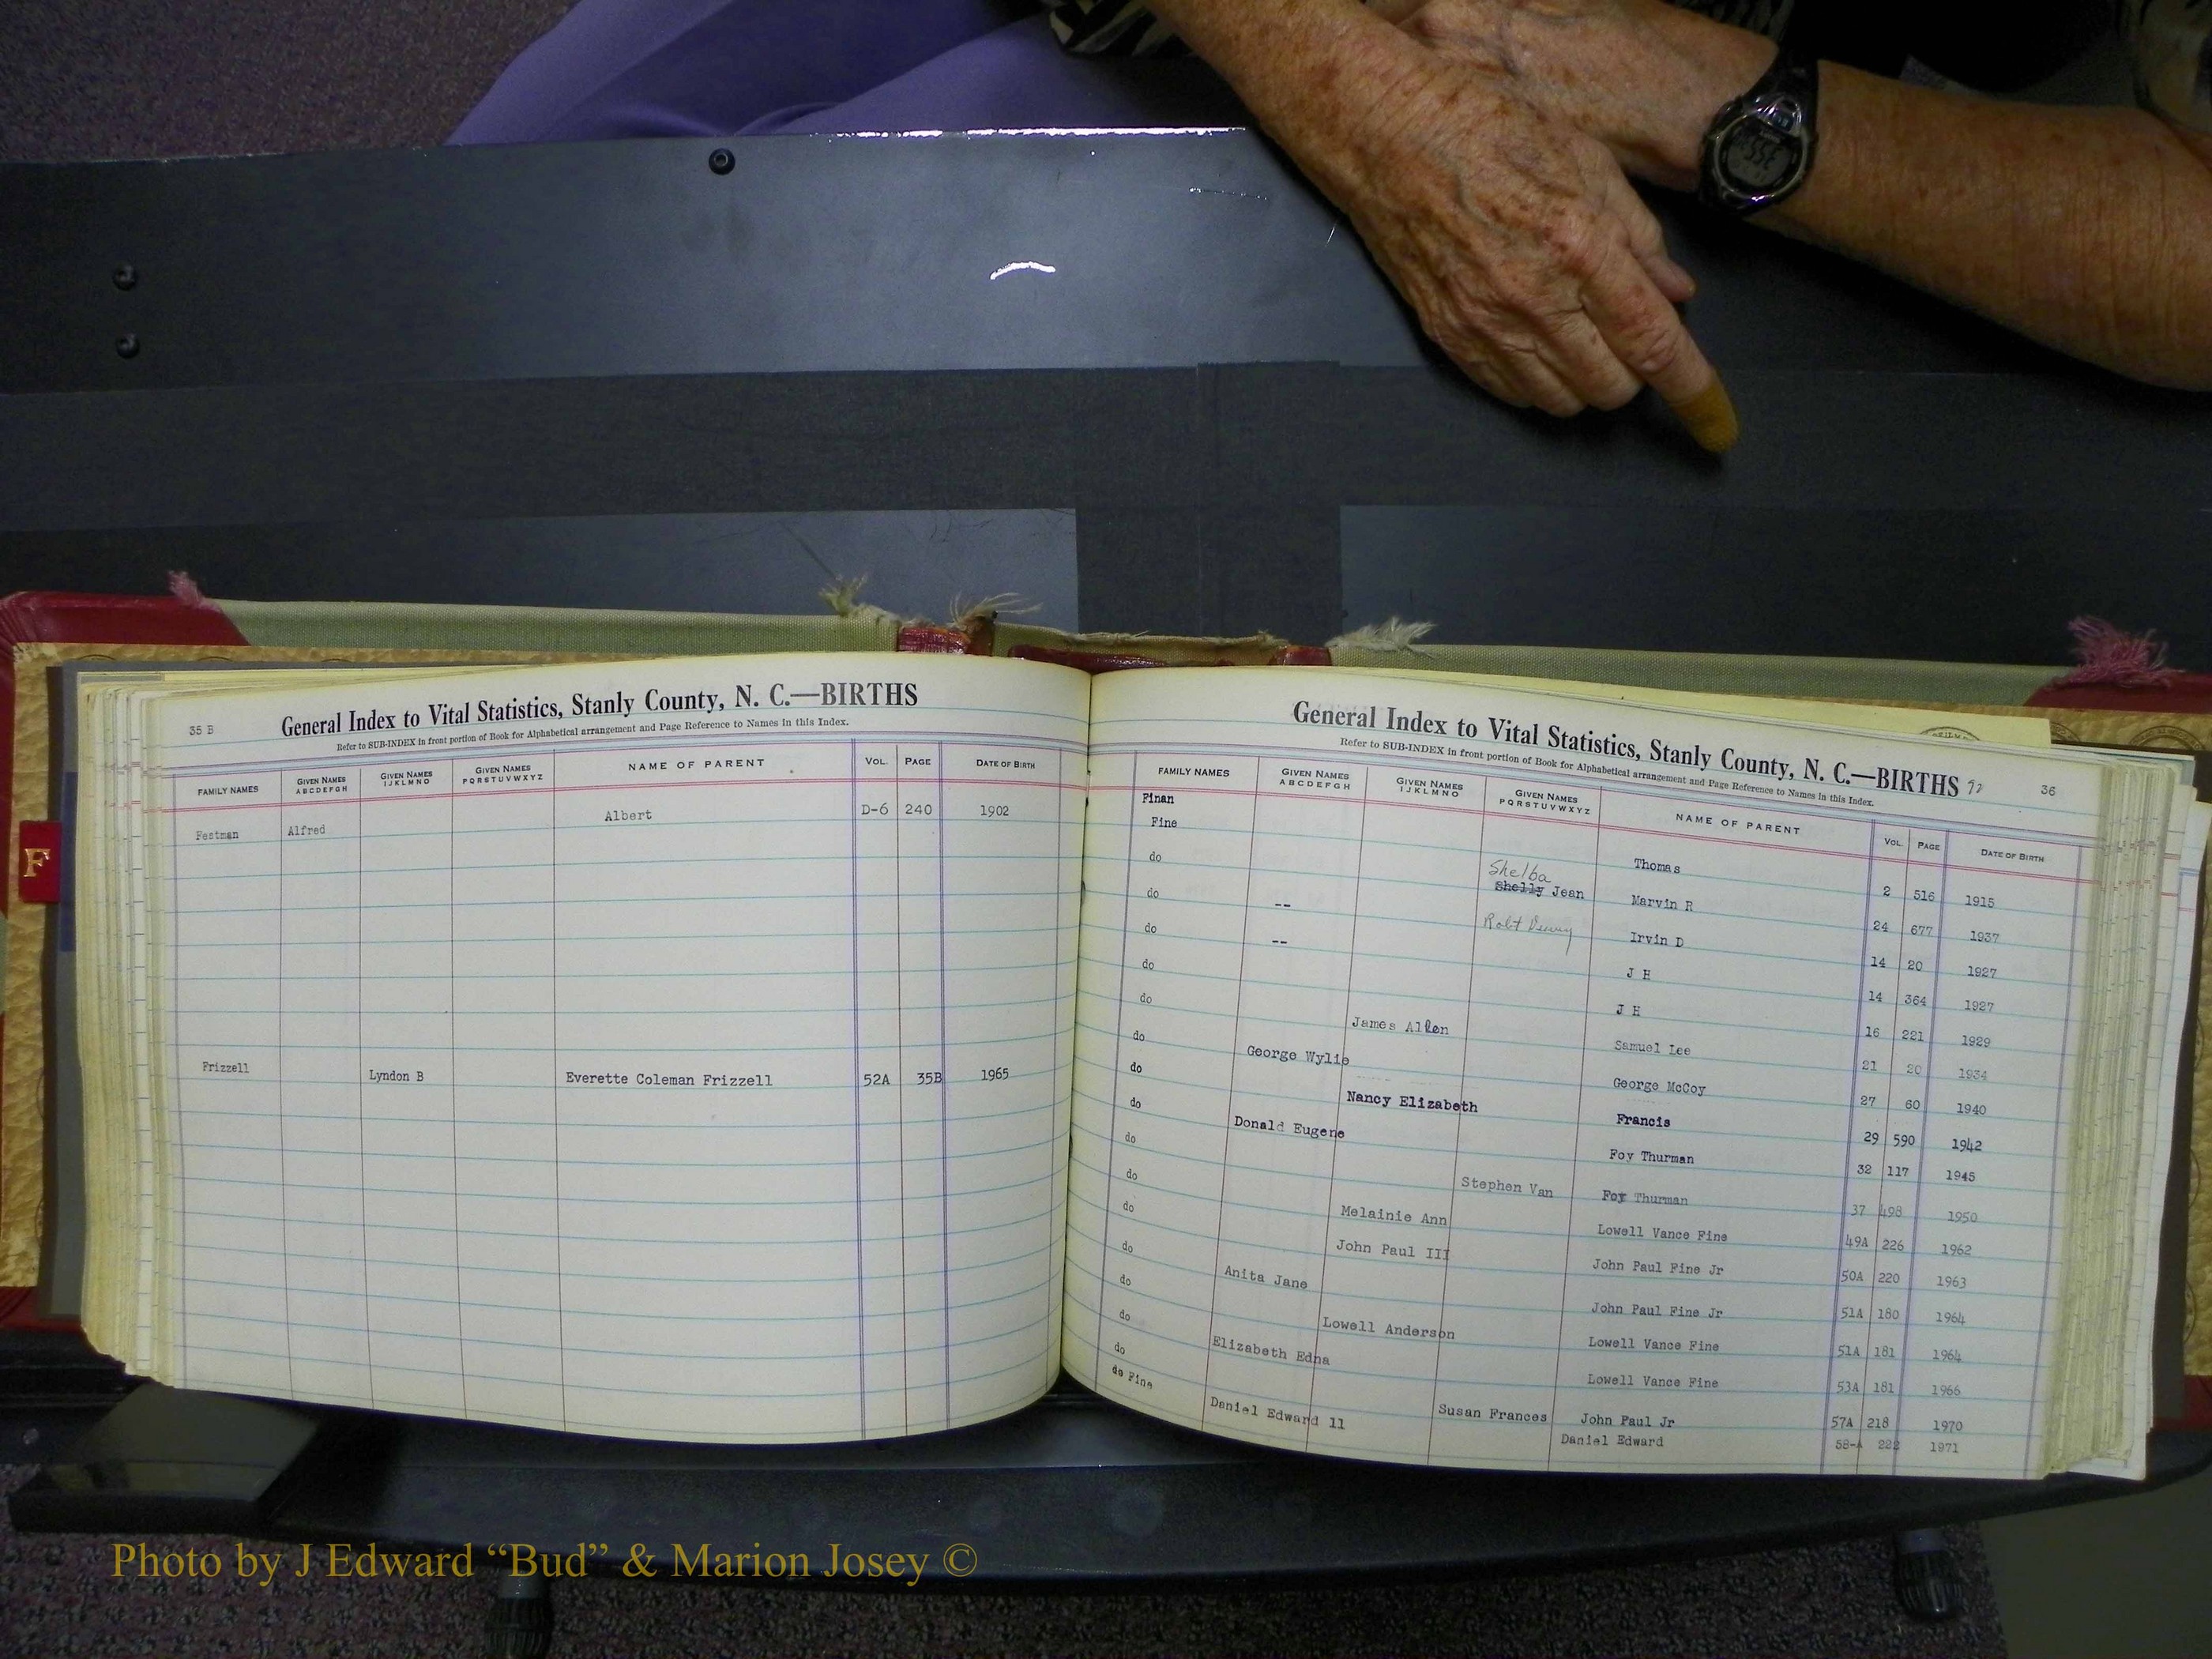 35 B
General Index to Vital Statistics, Stanly County, N. C.—BIRTHS
Refer to SUB-INDEX in front portion of Book for Alphabetical arrangement and Page Reference to Names in this Index.
FAMILY NAMES GIVEN NAMES ABCDEFGH GIVEN NAMES IJKLMNO GIVEN NAMES PQRSTUVWXYZ NAME OF PARENT VOL. PAGE DATE OF BIRTH
Festman Alfred Albert D-6 240 1902
Frizzell Lyndon B Everette Coleman Frizzell 52A 35B 1965
F
General Index to Vital Statistics, Stanly County, N. C.—BIRTHS 36
Refer to SUB-INDEX in front portion of Book for Alphabetical arrangement and Page Reference to Names in this Index.
FAMILY NAMES GIVEN NAMES ABCDEFGH GIVEN NAMES IJKLMNO GIVEN NAMES PQRSTUVWXYZ NAME OF PARENT VOL. PAGE DATE OF BIRTH
Finan
Fine Thomas 2 516 1915
Shelba
do Shelly Jean Marvin R 24 677 1937
do -- Robt Irvin D 14 20 1927
do -- J H 14 364 1927
do J H 16 221 1929
do James Allen Samuel Lee 21 20 1934
do George Wylie George McCoy 27 60 1940
do Nancy Elizabeth Francis 29 590 1942
do Donald Eugene Foy Thurman 32 117 1945
do Stephen Van Foy Thurman 37 498 1950
do Melainie Ann Lowell Vance Fine 49A 226 1962
do John Paul III John Paul Fine Jr 50A 220 1963
do Anita Jane John Paul Fine Jr 51A 180 1964
do Lowell Anderson Lowell Vance Fine 51A 181 1964
do Elizabeth Edna Lowell Vance Fine 53A 181 1966
do Susan Frances John Paul Jr 57A 218 1970
do Fine Daniel Edward 11 Daniel Edward 58-A 222 1971
Photo by J Edward “Bud” & Marion Josey ©